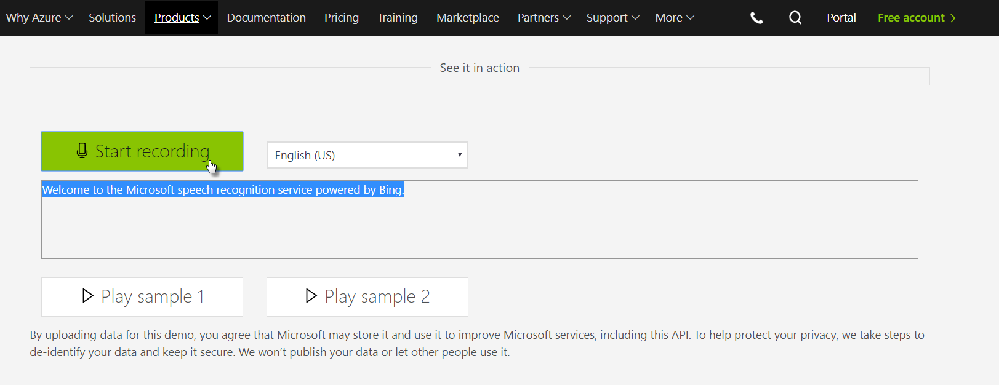 Why Azure Solutions Products Documentation Pricing Training Marketplace Partners Support More Portal Free account
See it in action
Start recording
English (US)
Welcome to the Microsoft speech recognition service powered by Bing.
Play sample 1 Play sample 2
By uploading data for this demo, you agree that Microsoft may store it and use it to improve Microsoft services, including this API. To help protect your privacy, we take steps to
de-identify your data and keep it secure. We won’t publish your data or let other people use it.